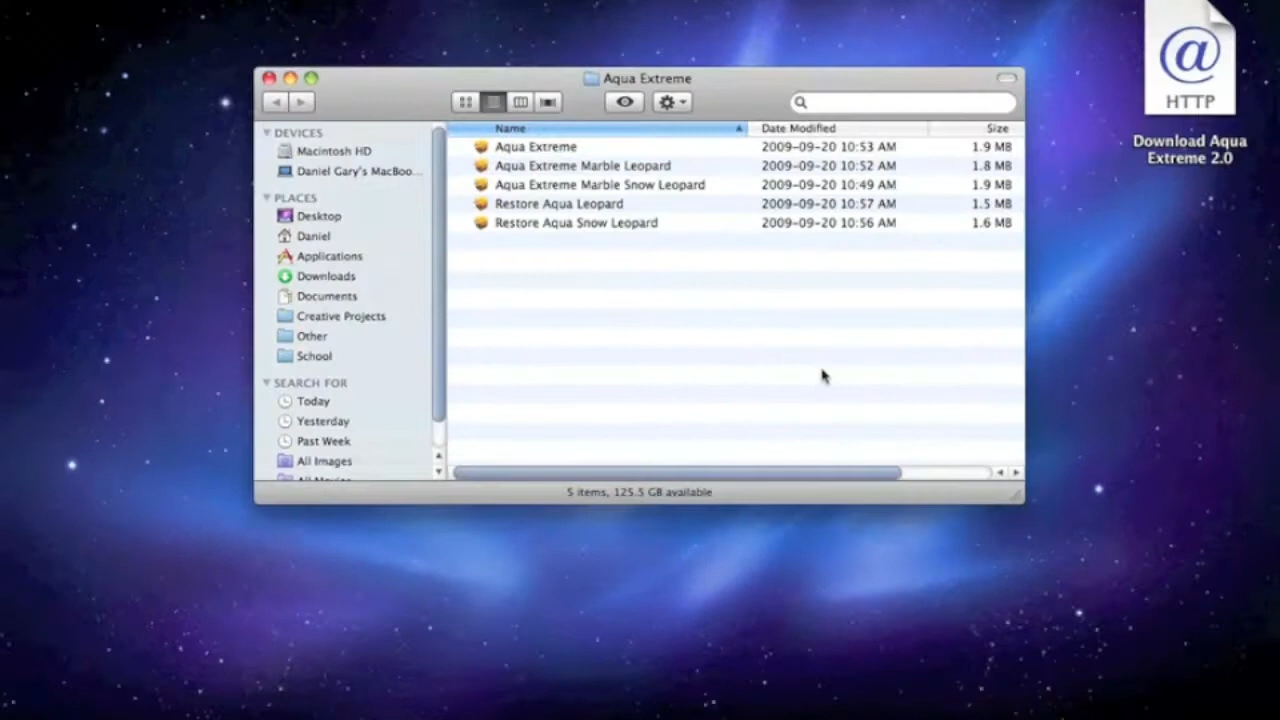 @
HTTP
Download Aqua
Extreme 2.0
Aqua Extreme
Name Date Modified Size
Aqua Extreme 2009-09-20 10:53 AM 1.9 MB
Aqua Extreme Marble Leopard 2009-09-20 10:52 AM 1.8 MB
Aqua Extreme Marble Snow Leopard 2009-09-20 10:49 AM 1.9 MB
Restore Aqua Leopard 2009-09-20 10:57 AM 1.5 MB
Restore Aqua Snow Leopard 2009-09-20 10:56 AM 1.6 MB
DEVICES
Macintosh HD
Daniel Gary's MacBoo...
PLACES
Desktop
Daniel
Applications
Downloads
Documents
Creative Projects
Other
School
SEARCH FOR
Today
Yesterday
Past Week
All Images
5 items, 125.5 GB available